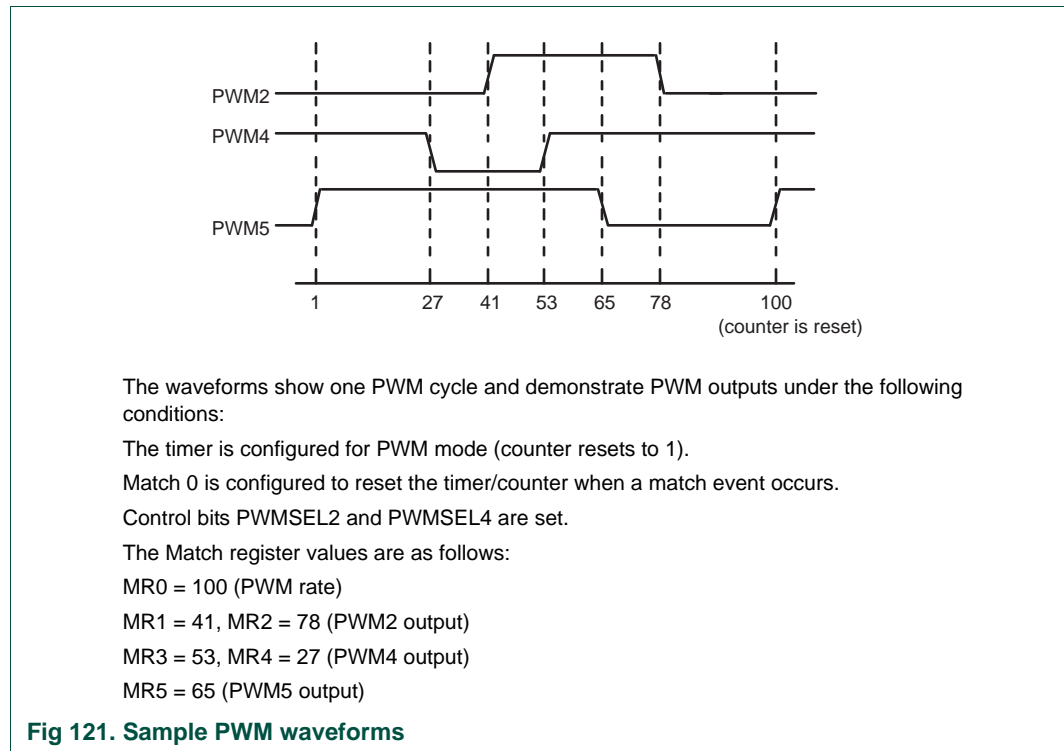 PWM2
PWM4
PWM5
1 27 41 53 65 78 100
(counter is reset)
The waveforms show one PWM cycle and demonstrate PWM outputs under the following
conditions:
The timer is configured for PWM mode (counter resets to 1).
Match 0 is configured to reset the timer/counter when a match event occurs.
Control bits PWMSEL2 and PWMSEL4 are set.
The Match register values are as follows:
MR0 = 100 (PWM rate)
MR1 = 41, MR2 = 78 (PWM2 output)
MR3 = 53, MR4 = 27 (PWM4 output)
MR5 = 65 (PWM5 output)
Fig 121. Sample PWM waveforms